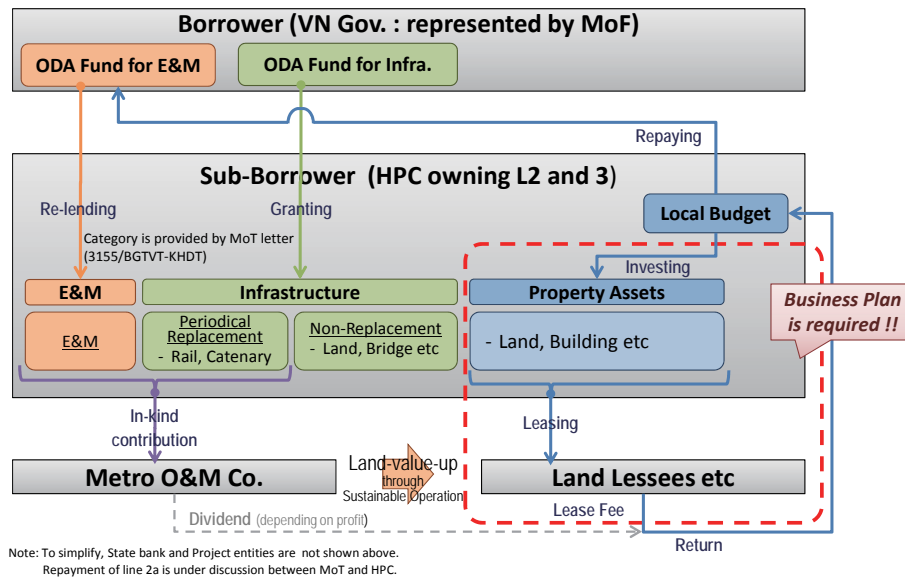 Borrower (VN Gov. : represented by MoF)
ODA Fund for E&M
ODA Fund for Infra.
Repaying
Sub-Borrower (HPC owning L2 and 3)
Re-lending
Granting
Local Budget
Category is provided by MoT letter
(3155/BGTVT-KHDT)
Investing
E&M
Infrastructure
Property Assets
Business Plan
is required !!
E&M
Periodical
Replacement
- Rail, Catenary
Non-Replacement
- Land, Bridge etc
- Land, Building etc
In-kind
contribution
Leasing
Metro O&M Co.
Land-value-up
through
Sustainable Operation
Land Lessees etc
Dividend (depending on profit)
Lease Fee
Return
Note: To simplify, State bank and Project entities are not shown above.
Repayment of line 2a is under discussion between MoT and HPC.